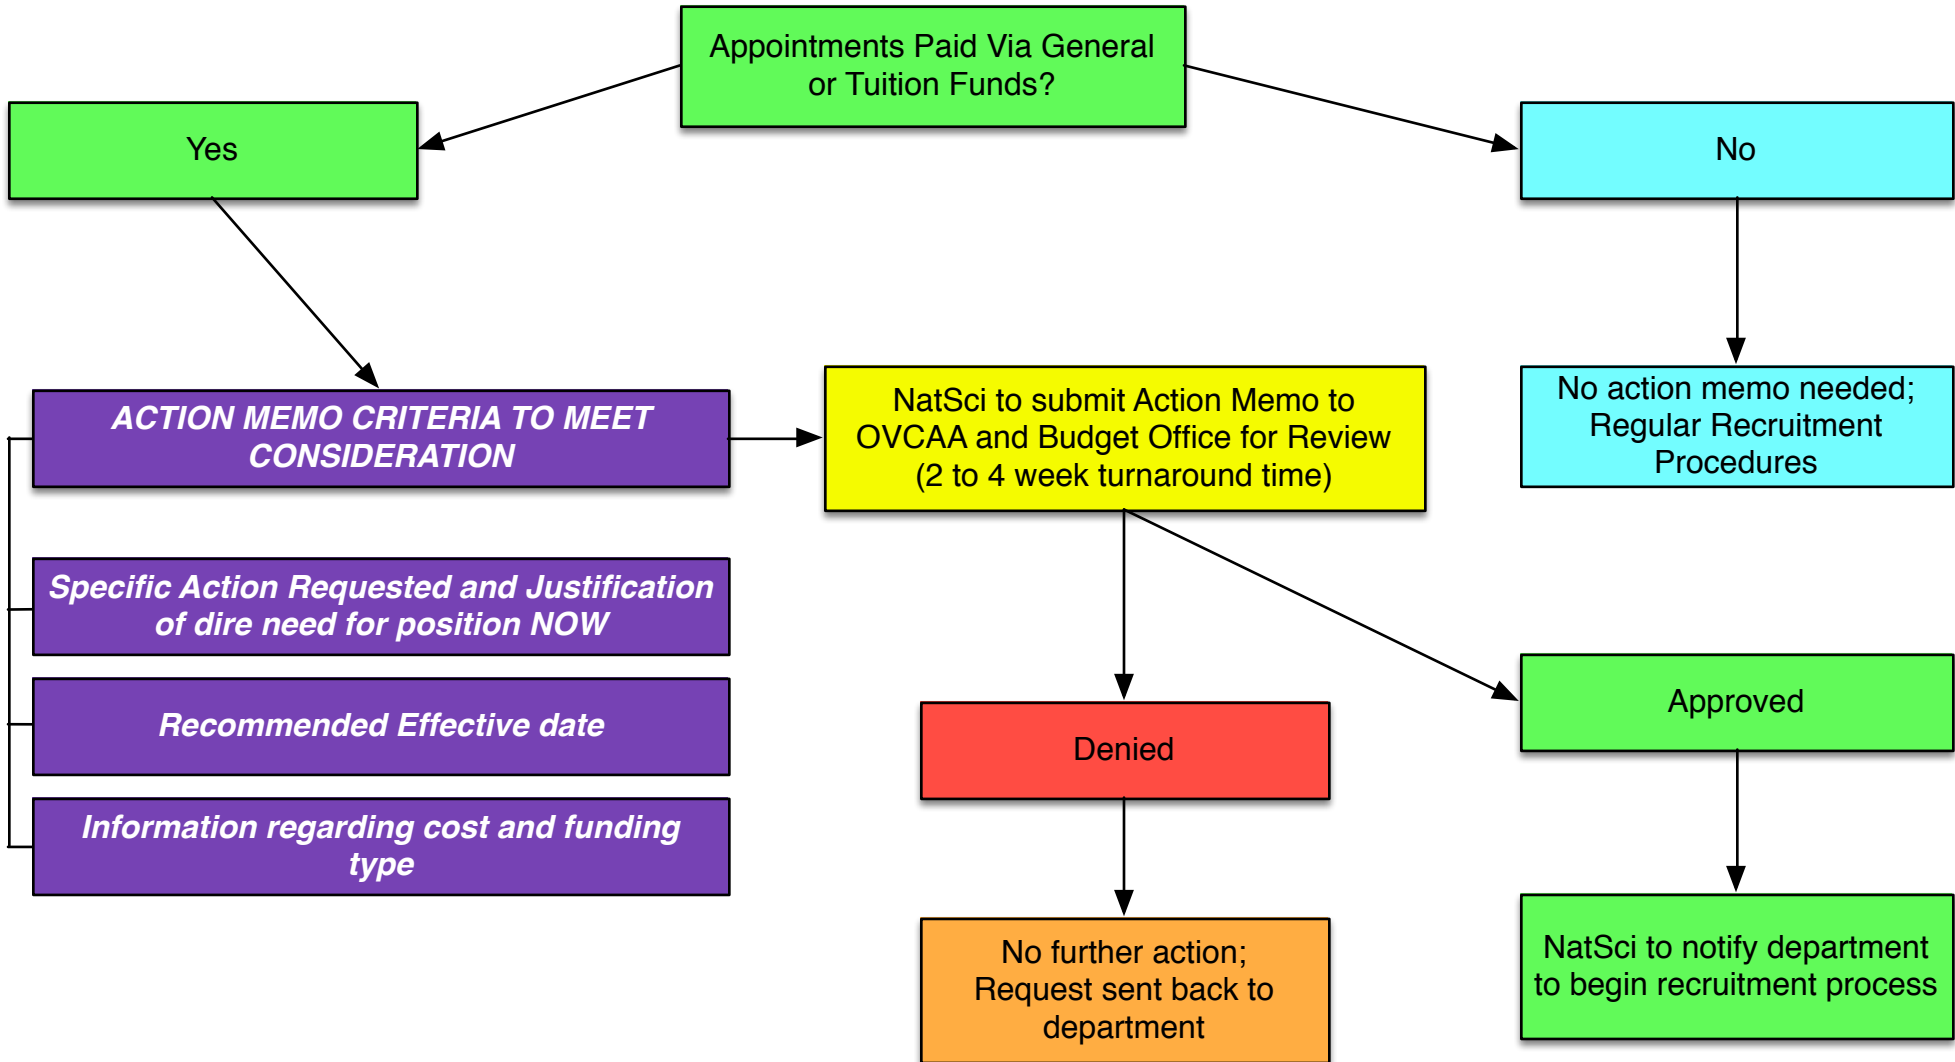 Appointments Paid Via General
or Tuition Funds?
Yes
No
ACTION MEMO CRITERIA TO MEET
CONSIDERATION
NatSci to submit Action Memo to
OVCAA and Budget Office for Review
(2 to 4 week turnaround time)
No action memo needed;
Regular Recruitment
Procedures
Specific Action Requested and Justification
of dire need for position NOW
Recommended Effective date
Information regarding cost and funding
type
Denied
Approved
No further action;
Request sent back to
department
NatSci to notify department
to begin recruitment process